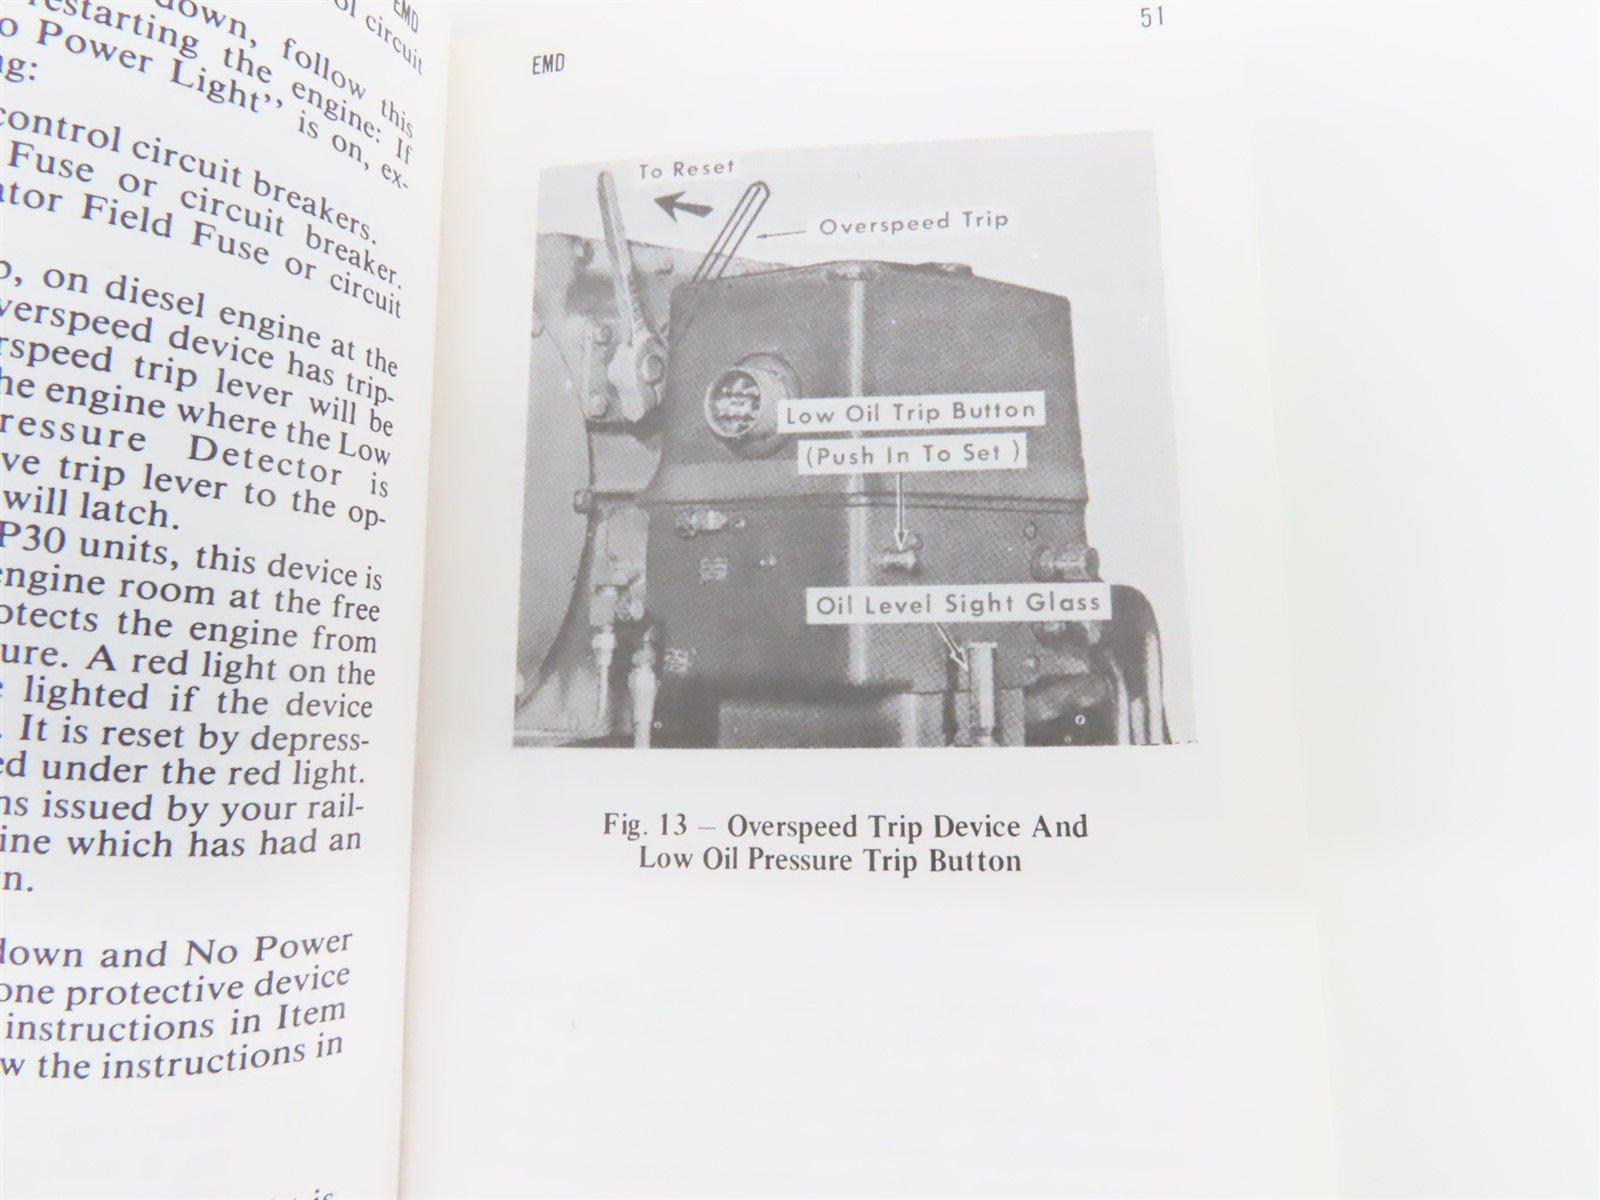 EMD
ol circuit
down, follow this
restarting the engine: If
o Power Light", is on, ex-
ng:
control circuit breakers.
Fuse or circuit breaker.
ator Field Fuse or circuit
p, on diesel engine at the
verspeed device has trip-
rspeed trip lever will be
he engine where the Low
ressure Detector is
ve trip lever to the op-
will latch.
P30 units, this device is
engine room at the free
otects the engine from
ure. A red light on the
e lighted if the device
. It is reset by depress-
ed under the red light.
ns issued by your rail-
ine which has had an
n.
down and No Power
one protective device
instructions in Item
w the instructions in
is
51
EMD
To Reset
Overspeed Trip
Low Oil Trip Button
(Push In To Set )
Oil Level Sight Glass
Fig. 13 – Overspeed Trip Device And
Low Oil Pressure Trip Button